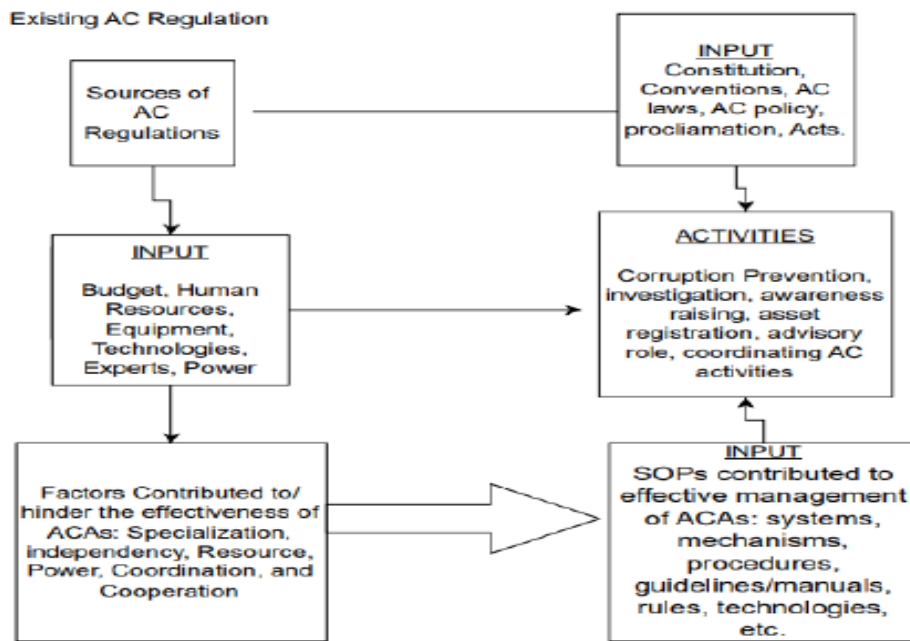 Existing AC Regulation
Sources of
AC
Regulations
INPUT
Constitution,
Conventions, AC
laws, AC policy,
procliamation, Acts.
INPUT
Budget, Human
Resources,
Equipment,
Technologies,
Experts, Power
ACTIVITIES
Corruption Prevention,
investigation, awareness
raising, asset
registration, advisory
role, coordinating AC
activities
Factors Contributed to/
hinder the effectiveness of
ACAs: Specialization,
independency, Resource,
Power, Coordination, and
Cooperation
INPUT
SOPs contributed to
effective management
of ACAs: systems,
mechanisms,
procedures,
guidelines/manuals,
rules, technologies,
etc.